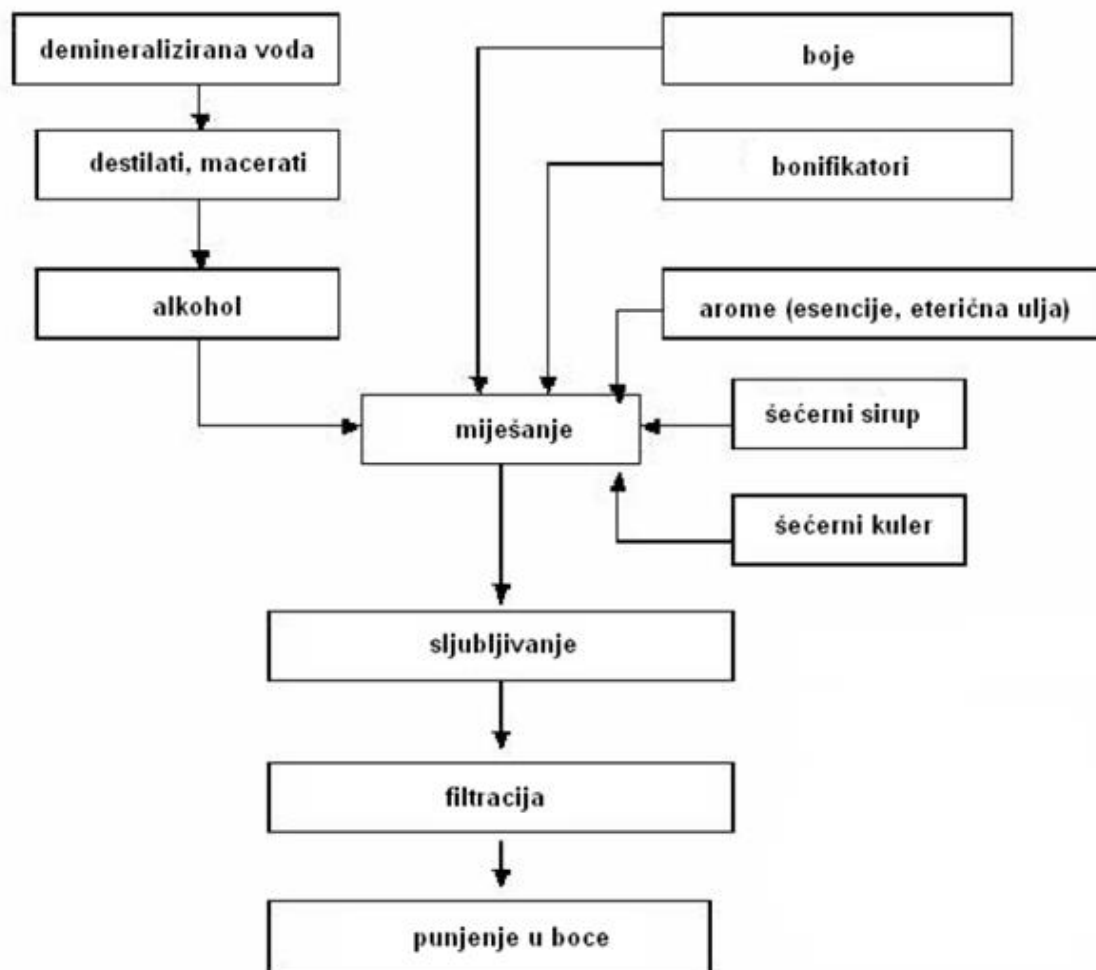 demineralizirana voda
boje
destilati, macerati
bonifikatori
alkohol
arome (esencije, eterićna ulja)
šećerni sirup
miješanje
šećerni kuler
sljubljivanje
filtracija
punjenje u boce